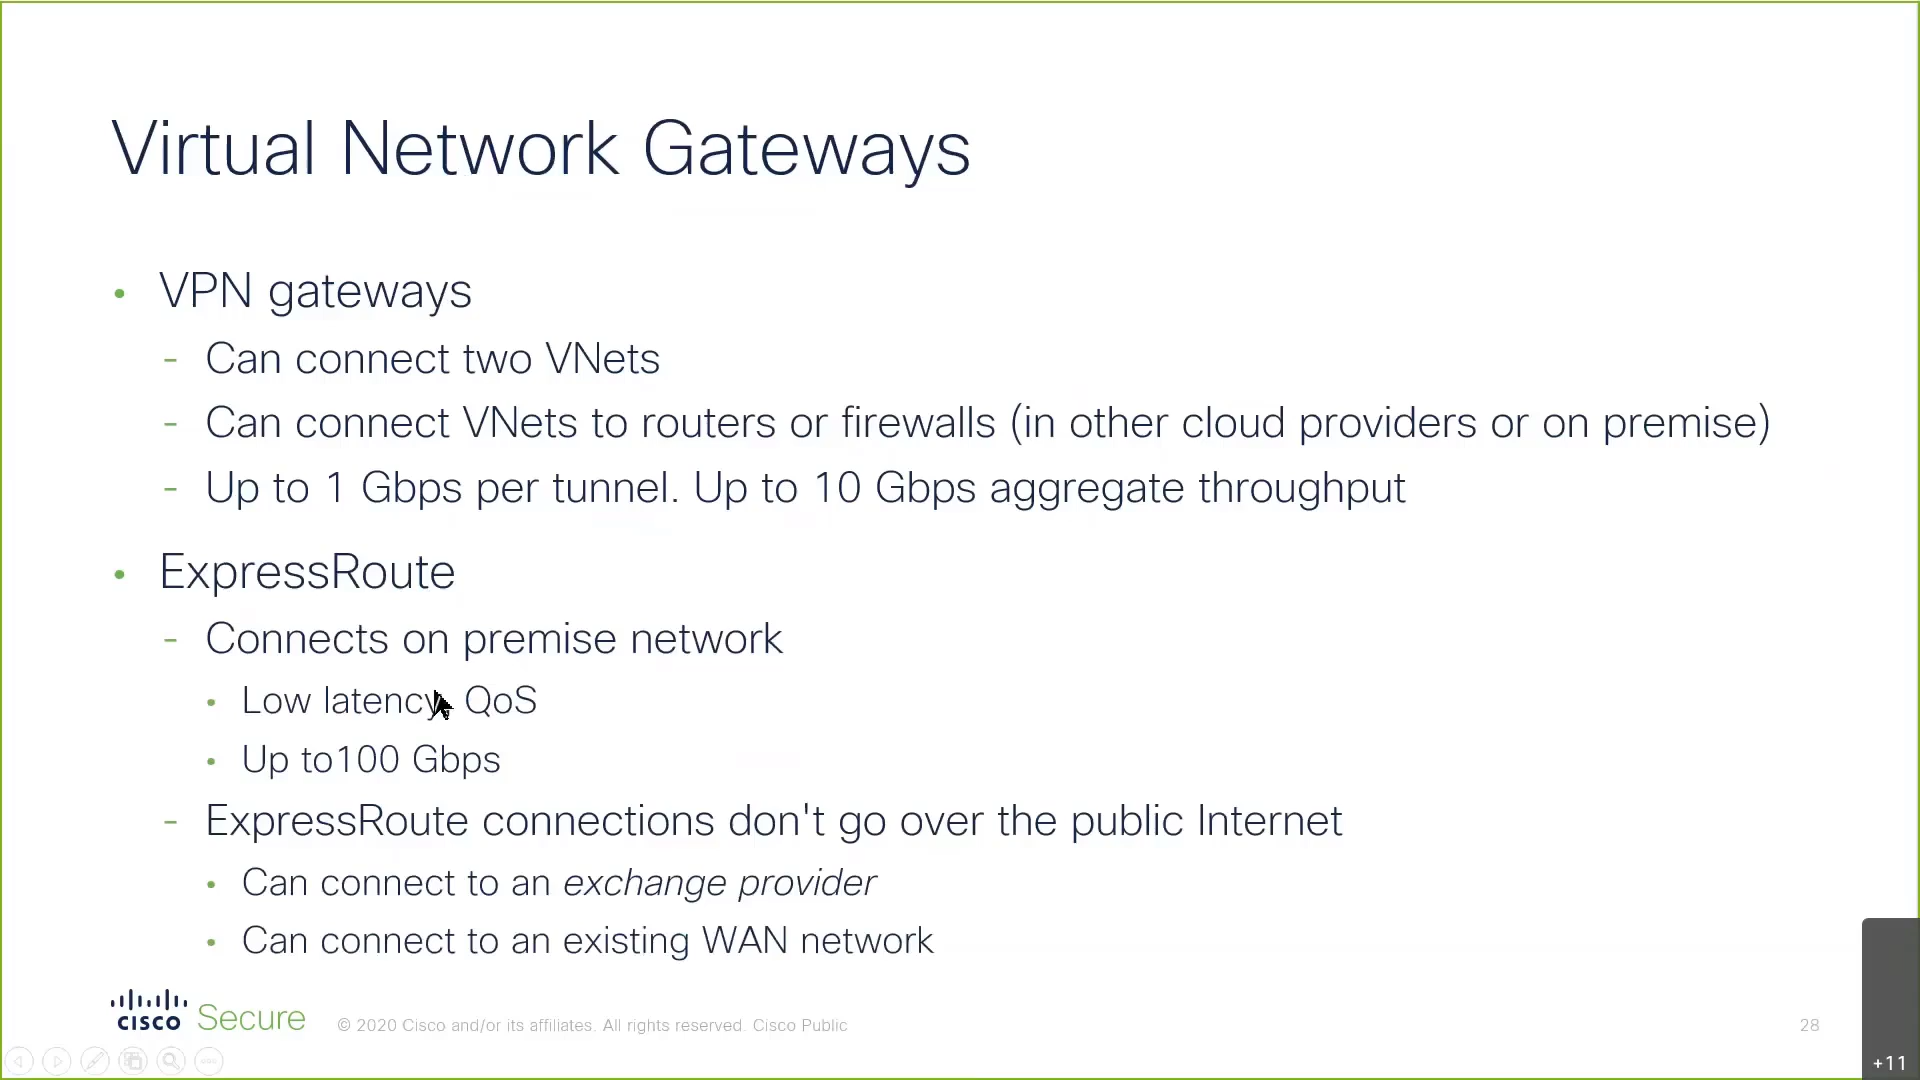 Virtual Network Gateways
• VPN gateways
- Can connect two VNets
- Can connect VNets to routers or firewalls (in other cloud providers or on premise)
- Up to 1 Gbps per tunnel. Up to 10 Gbps aggregate throughput
• ExpressRoute
- Connects on premise network
• Low latency, QoS
• Up to100 Gbps
- ExpressRoute connections don't go over the public Internet
• Can connect to an exchange provider
• Can connect to an existing WAN network
CISCO Secure © 2020 Cisco and/or its affiliates. All rights reserved. Cisco Public 28
+11